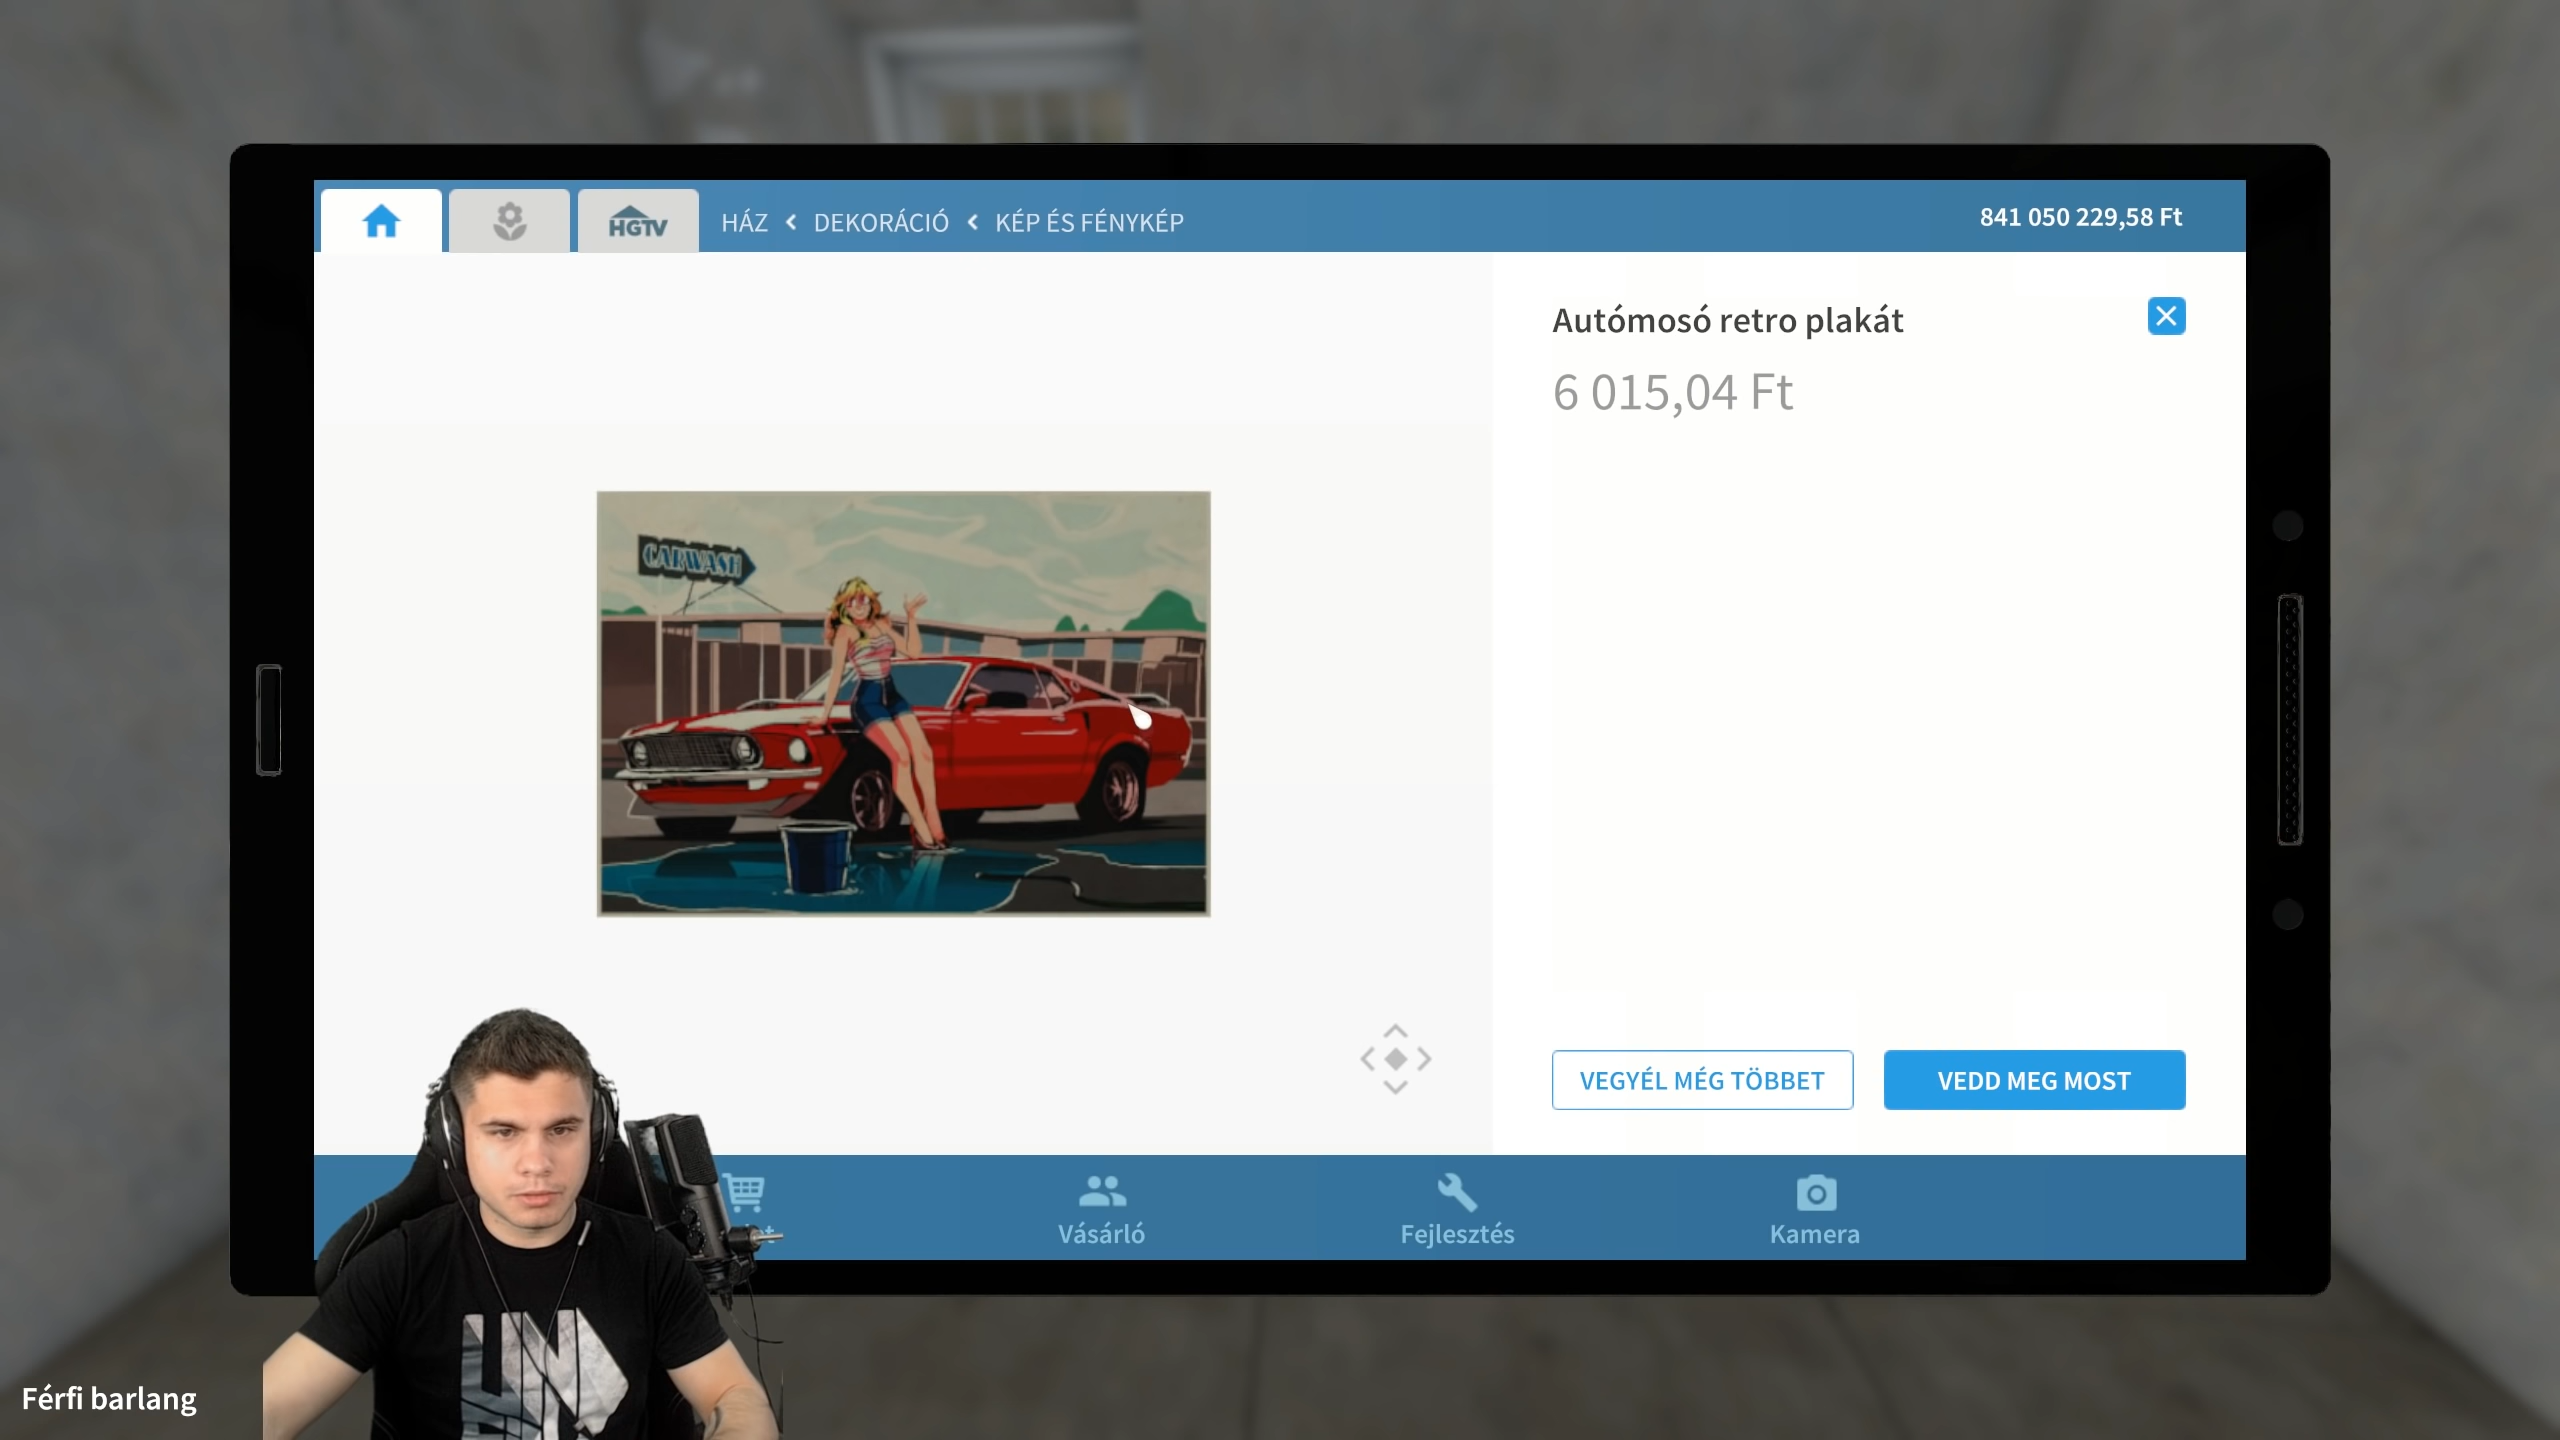 HGTV
HÁZ
DEKORÁCIÓ
KÉP ÉS FÉNYKÉP
841 050 229,58 Ft
Autómosó retro plakát
6 015,04 Ft
CARWASH
VEGYÉL MÉG TÖBBET
VEDD MEG MOST
Vásárló
Fejlesztés
Kamera
Férfi barlang